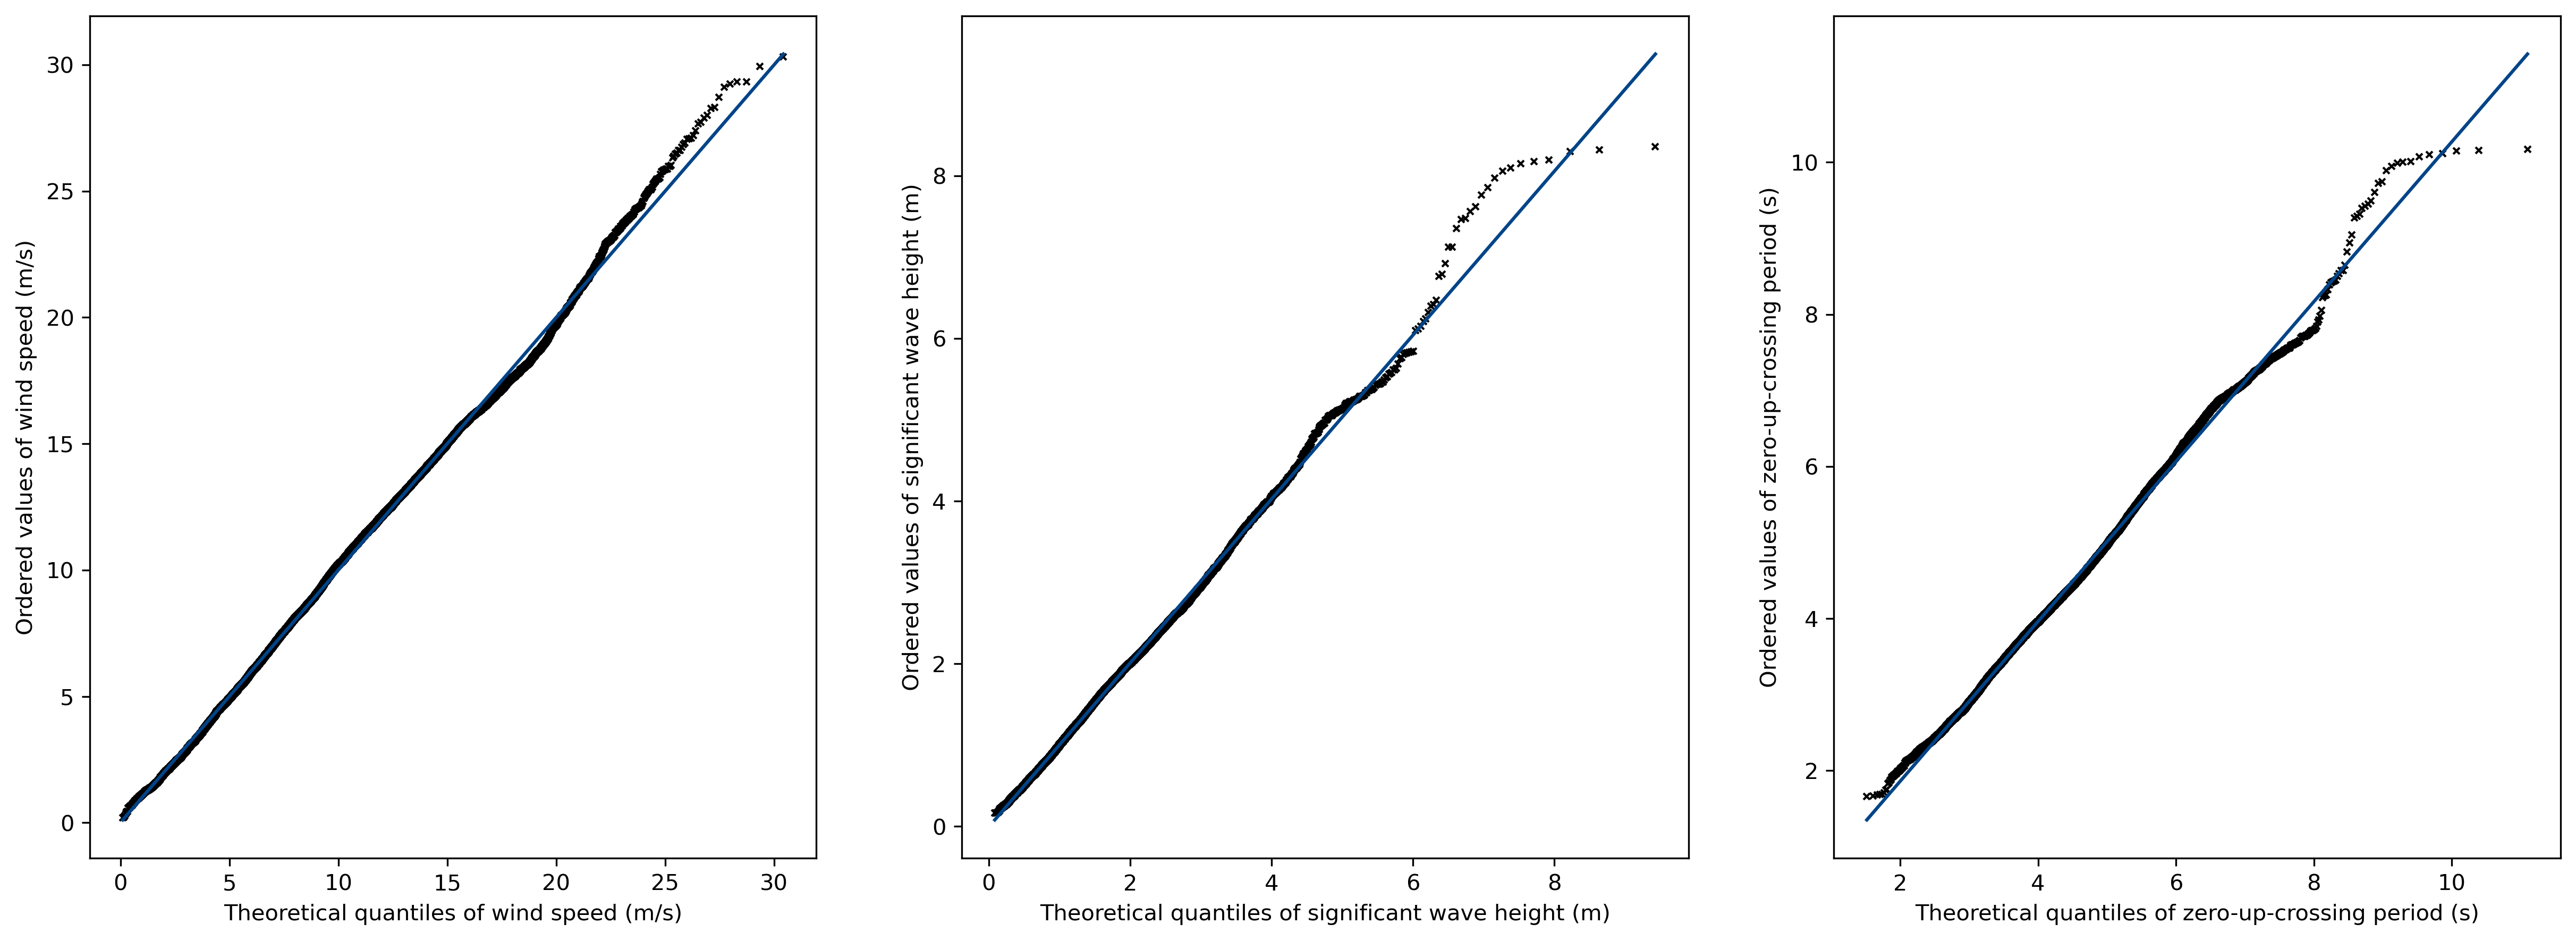 Ordered values of wind speed (m/s)
30
25
20
15
10
5
0
0 5 10 15 20 25 30
Theoretical quantiles of wind speed (m/s)
Ordered values of significant wave height (m)
8
6
4
2
0
0 2 4 6 8
Theoretical quantiles of significant wave height (m)
Ordered values of zero-up-crossing period (s)
10
8
6
4
2
2 4 6 8 10
Theoretical quantiles of zero-up-crossing period (s)